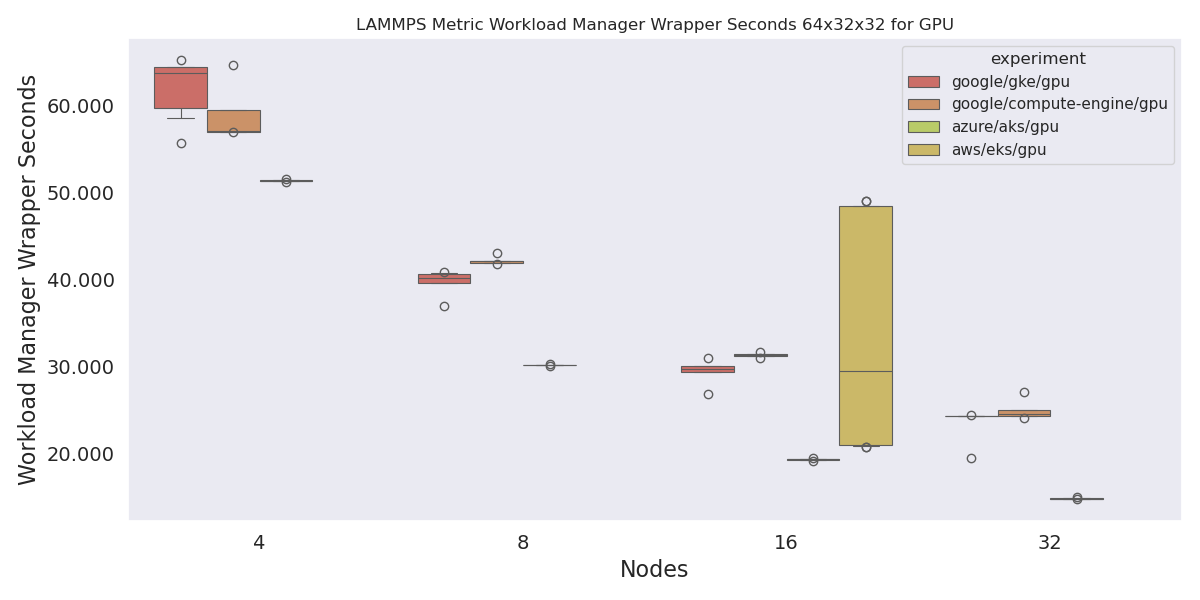 LAMMPS Metric Workload Manager Wrapper Seconds 64x32x32 for GPU
Workload Manager Wrapper Seconds
60.000
50.000
40.000
30.000
20.000
experiment
google/gke/gpu
google/compute-engine/gpu
azure/aks/gpu
aws/eks/gpu
4 8 16 32
Nodes